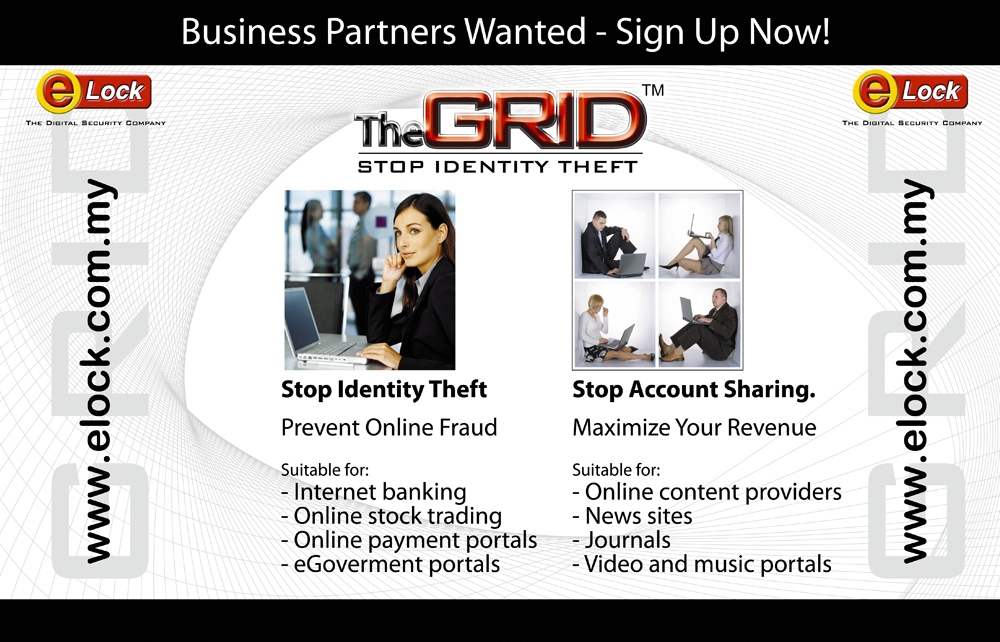 Business Partners Wanted - Sign Up Now!
e Lock
THE DIGITAL SECURITY COMPANY
www.elock.com.my
GRID
TheGRID™
STOP IDENTITY THEFT
e Lock
THE DIGITAL SECURITY COMPANY
www.elock.com.my
GRID
Stop Identity Theft
Prevent Online Fraud
Suitable for:
- Internet banking
- Online stock trading
- Online payment portals
- eGoverment portals
Stop Account Sharing.
Maximize Your Revenue
Suitable for:
- Online content providers
- News sites
- Journals
- Video and music portals